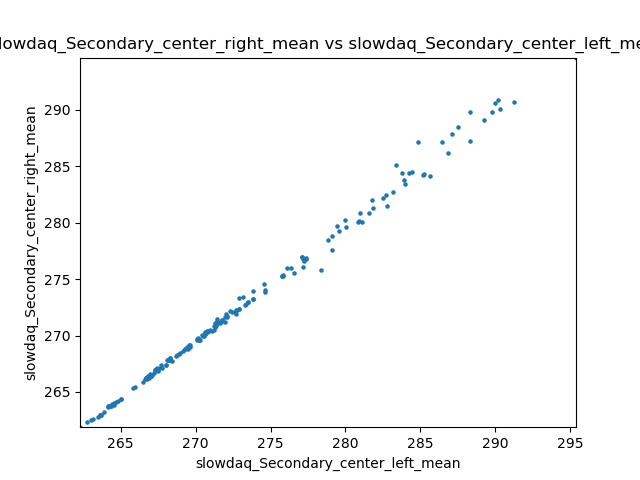 lowdaq_Secondary_center_right_mean vs slowdaq_Secondary_center_left_me
290
285
280
275
270
265
slowdaq_Secondary_center_right_mean
265 270 275 280 285 290 295
slowdaq_Secondary_center_left_mean